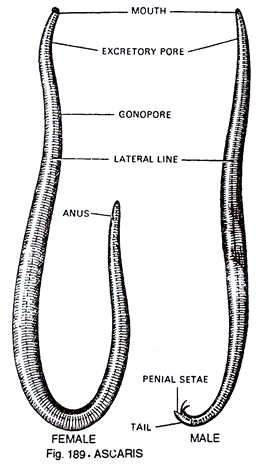 MOUTH
EXCRETORY PORE
GONOPORE
LATERAL LINE
ANUS
PENIAL SETAE
TAIL
FEMALE MALE
Fig. 189. ASCARIS